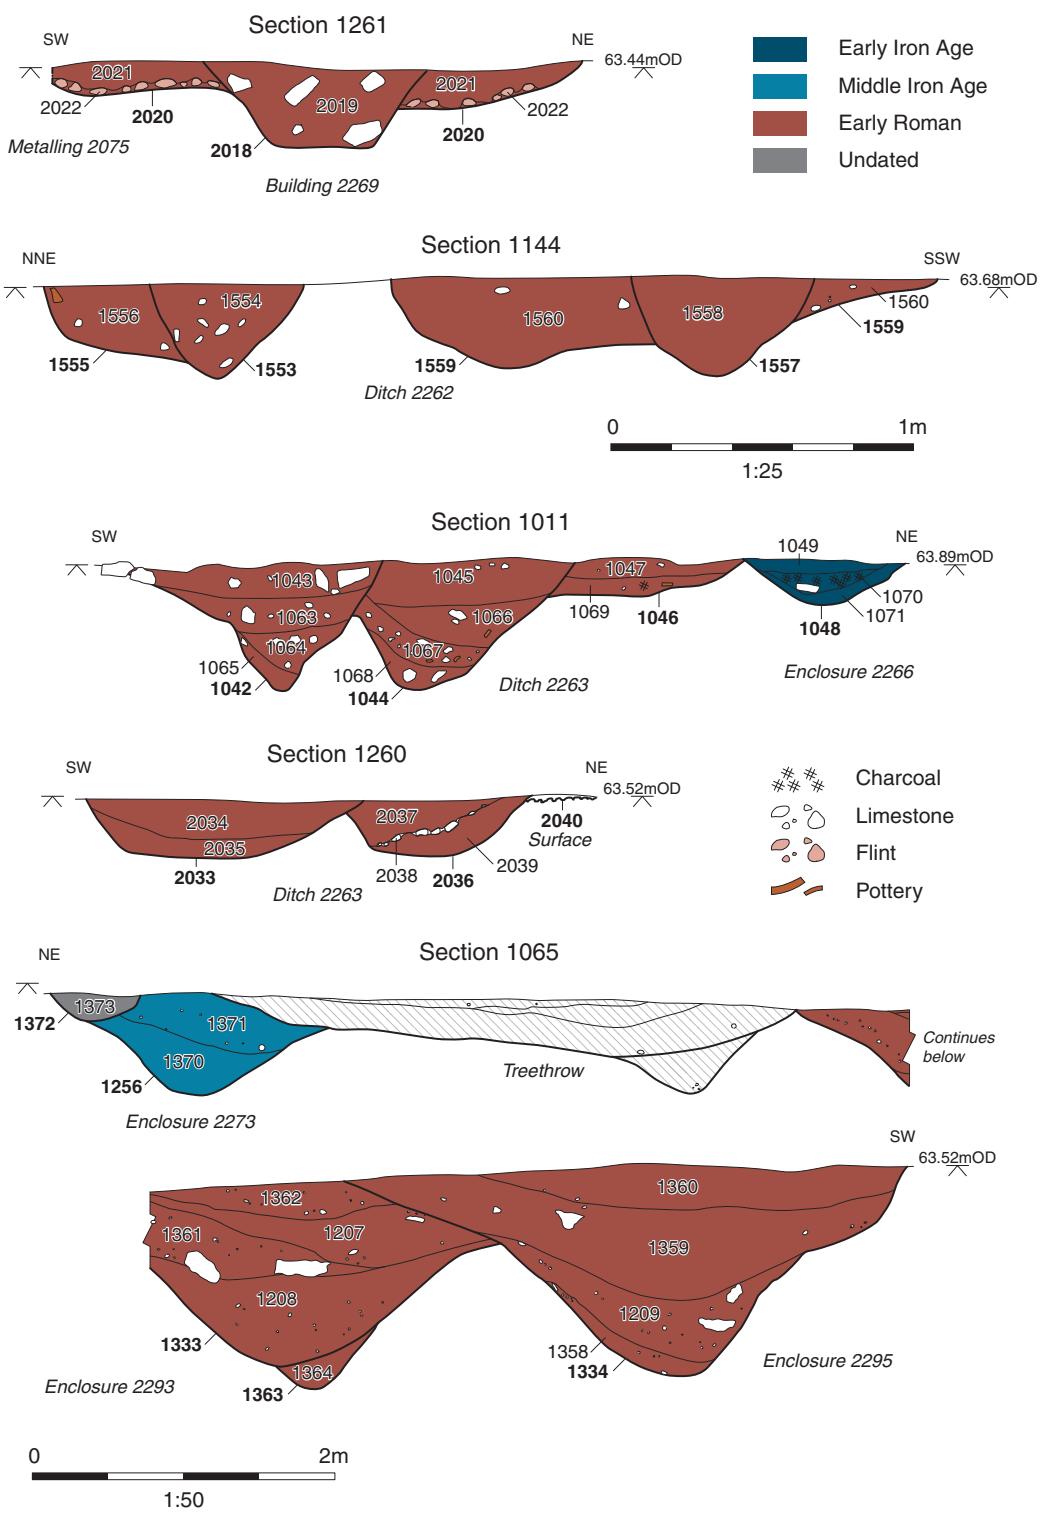 Section 1261
SW
NE
63.44mOD
2021
2019
2021
2022
2020
2018
2020
2022
Metalling 2075
Building 2269
Early Iron Age
Middle Iron Age
Early Roman
Undated
Section 1144
NNE
SSW
63.68mOD
1556
1554
1560
1558
1560
1559
1555
1553
1559
1557
Ditch 2262
0 1m
1:25
Section 1011
SW
NE
63.89mOD
1049
1043
1045
1047
1063
1066
1069
1046
1070
1071
1048
1064
1067
1065
1042
1068
1044
Ditch 2263
Enclosure 2266
Section 1260
SW
NE
63.52mOD
2034
2037
2035
2040
Surface
2033
2038
2036
2039
Ditch 2263
Charcoal
Limestone
Flint
Pottery
Section 1065
NE
1373
1372
1371
1370
1256
Treethrow
Continues
below
Enclosure 2273
SW
63.52mOD
1362
1360
1361
1207
1359
1208
1209
1333
1358
1334
1364
1363
Enclosure 2293
Enclosure 2295
0 2m
1:50